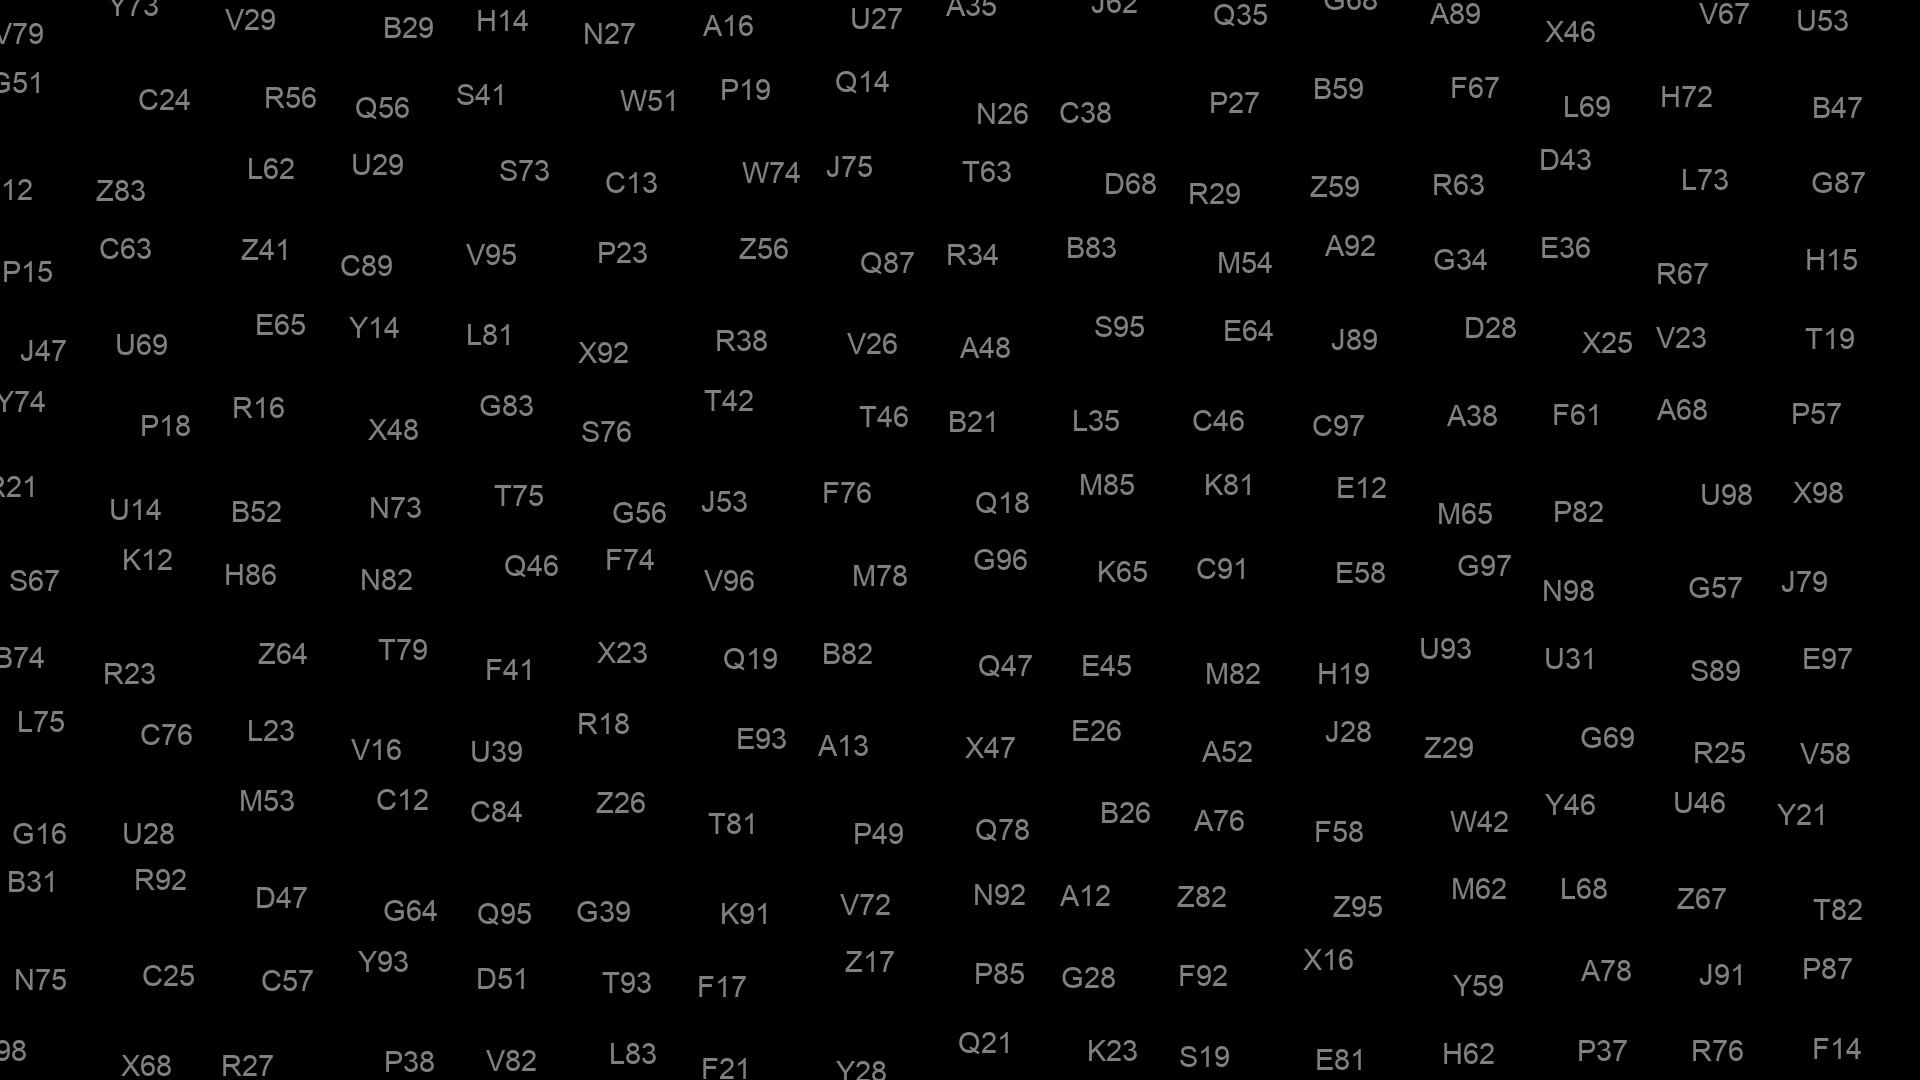 Y73 V29 B29 H14 N27 A16 U27 A35 J62 Q35 G68 A89 X46 V67 U53
V79
G51 C24 R56 Q56 S41 W51 P19 Q14 N26 C38 P27 B59 F67 L69 H72 B47
12 Z83 L62 U29 S73 C13 W74 J75 T63 D68 R29 Z59 R63 D43 L73 G87
P15 C63 Z41 C89 V95 P23 Z56 Q87 R34 B83 M54 A92 G34 E36 R67 H15
J47 U69 E65 Y14 L81 X92 R38 V26 A48 S95 E64 J89 D28 X25 V23 T19
Y74 P18 R16 X48 G83 S76 T42 T46 B21 L35 C46 C97 A38 F61 A68 P57
R21 U14 B52 N73 T75 G56 J53 F76 Q18 M85 K81 E12 M65 P82 U98 X98
S67 K12 H86 N82 Q46 F74 V96 M78 G96 K65 C91 E58 G97 N98 G57 J79
B74 R23 Z64 T79 F41 X23 Q19 B82 Q47 E45 M82 H19 U93 U31 S89 E97
L75 C76 L23 V16 U39 R18 E93 A13 X47 E26 A52 J28 Z29 G69 R25 V58
G16 U28 M53 C12 C84 Z26 T81 P49 Q78 B26 A76 F58 W42 Y46 U46 Y21
B31 R92 D47 G64 Q95 G39 K91 V72 N92 A12 Z82 Z95 M62 L68 Z67 T82
N75 C25 C57 Y93 D51 T93 F17 Z17 P85 G28 F92 X16 Y59 A78 J91 P87
98 X68 R27 P38 V82 L83 F21 Y28 Q21 K23 S19 E81 H62 P37 R76 F14